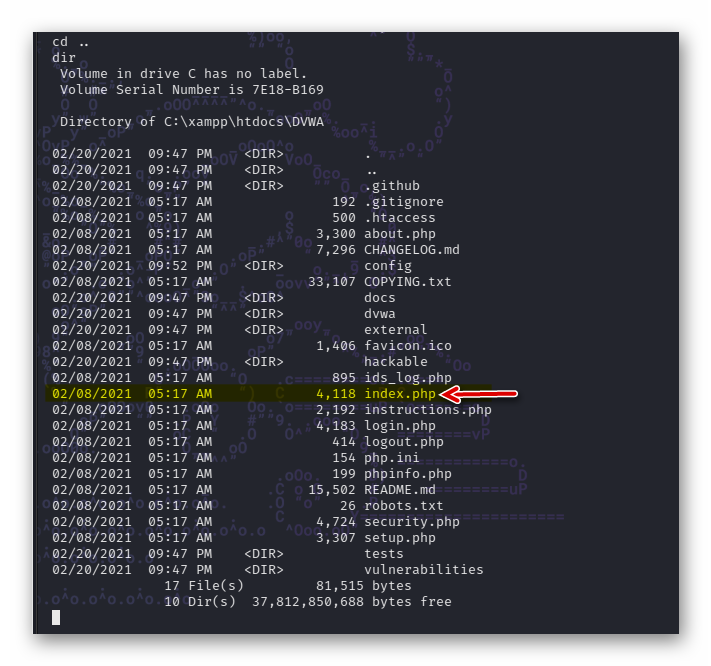 cd ..
dir
 Volume in drive C has no label.
 Volume Serial Number is 7E18-B169

 Directory of C:\xampp\htdocs\DVWA

02/20/2021  09:47 PM    <DIR>          .
02/20/2021  09:47 PM    <DIR>          ..
02/20/2021  09:47 PM    <DIR>          .github
02/08/2021  05:17 AM               192 .gitignore
02/08/2021  05:17 AM               500 .htaccess
02/08/2021  05:17 AM             3,300 about.php
02/08/2021  05:17 AM             7,296 CHANGELOG.md
02/20/2021  09:52 PM    <DIR>          config
02/08/2021  05:17 AM            33,107 COPYING.txt
02/20/2021  09:47 PM    <DIR>          docs
02/20/2021  09:47 PM    <DIR>          dvwa
02/20/2021  09:47 PM    <DIR>          external
02/08/2021  05:17 AM             1,406 favicon.ico
02/20/2021  09:47 PM    <DIR>          hackable
02/08/2021  05:17 AM               895 ids_log.php
02/08/2021  05:17 AM             4,118 index.php
02/08/2021  05:17 AM             2,192 instructions.php
02/08/2021  05:17 AM             4,183 login.php
02/08/2021  05:17 AM               414 logout.php
02/08/2021  05:17 AM               154 php.ini
02/08/2021  05:17 AM               199 phpinfo.php
02/08/2021  05:17 AM            15,502 README.md
02/08/2021  05:17 AM                26 robots.txt
02/08/2021  05:17 AM             4,724 security.php
02/08/2021  05:17 AM             3,307 setup.php
02/20/2021  09:47 PM    <DIR>          tests
02/20/2021  09:47 PM    <DIR>          vulnerabilities
              17 File(s)         81,515 bytes
              10 Dir(s)  37,812,850,688 bytes free